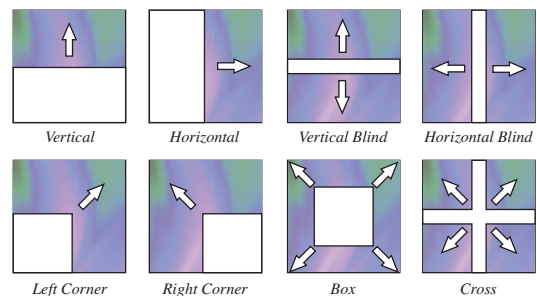 Vertical
Horizontal
Vertical Blind
Horizontal Blind
Left Corner
Right Corner
Box
Cross